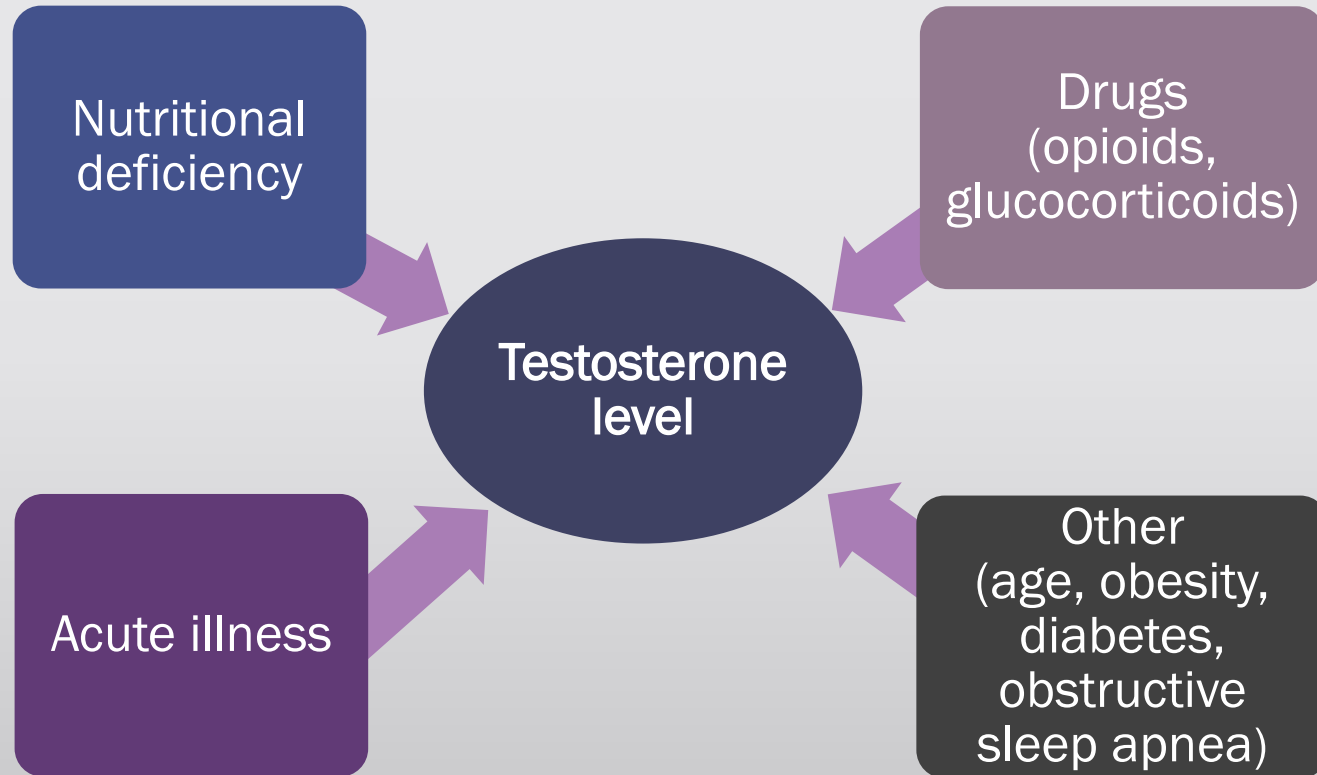 Nutritional
deficiency
Drugs
(opioids,
glucocorticoids)
Testosterone
level
Acute illness
Other
(age, obesity,
diabetes,
obstructive
sleep apnea)